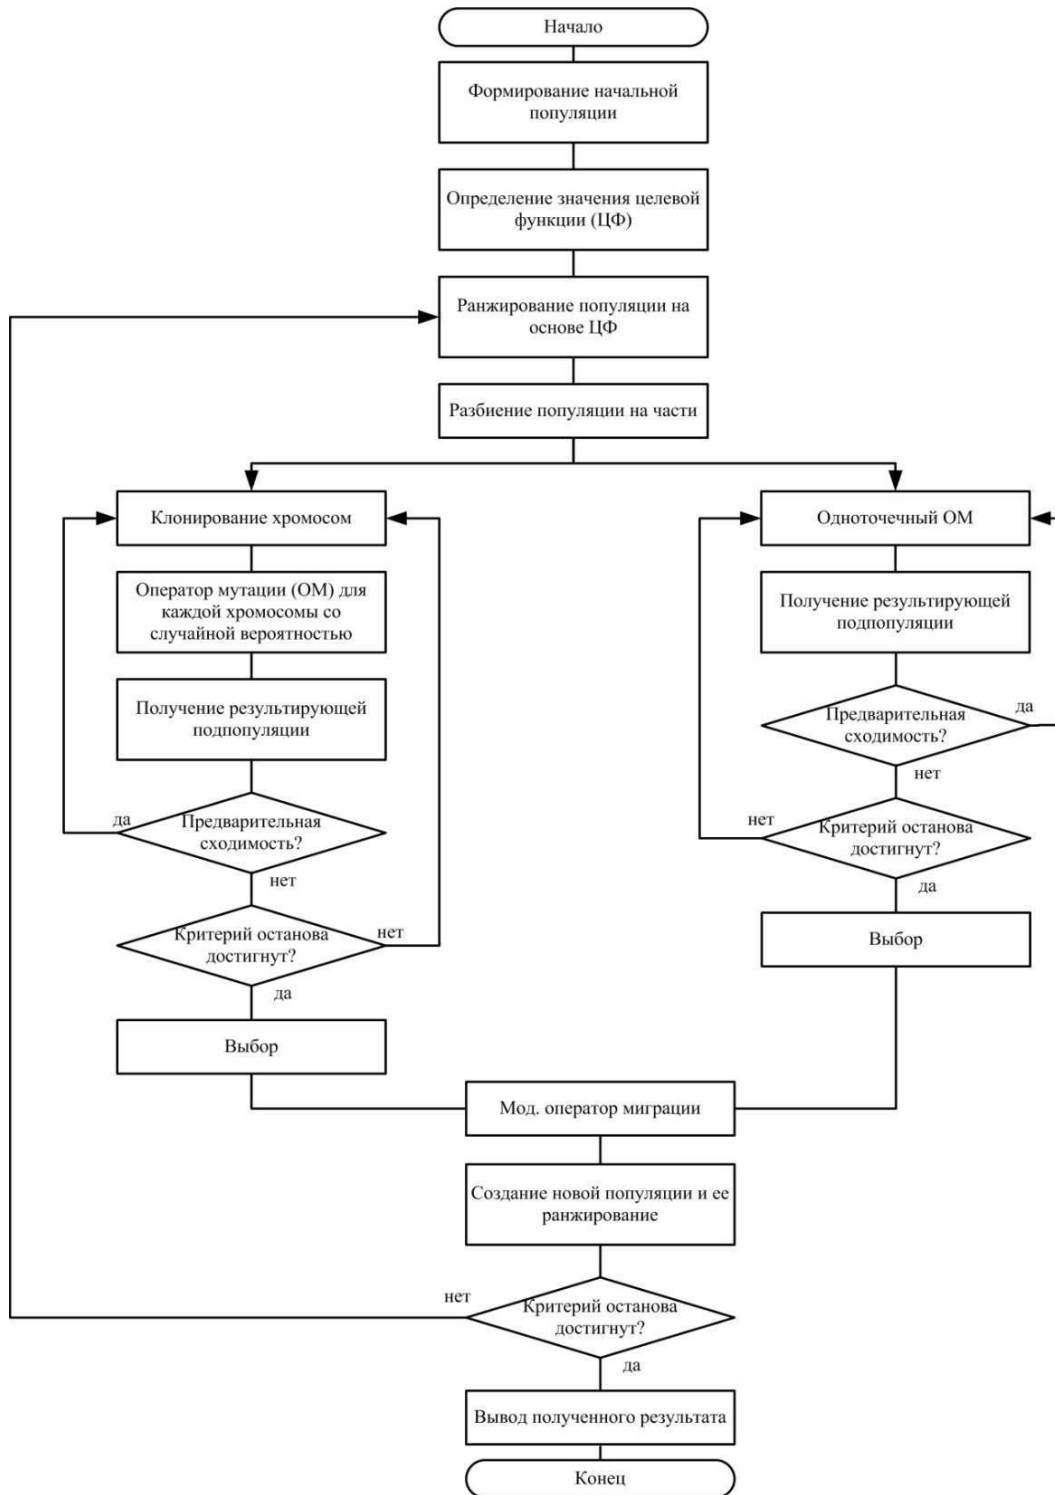 Начало
Формирование начальной
популяции
Определение значения целевой
функции (ЦФ)
Ранжирование популяции на
основе ЦФ
Разбиение популяции на части
Клонирование хромосом
Оператор мутации (ОМ) для
каждой хромосомы со
случайной вероятностью
Получение результирующей
подпопуляции
да
Предварительная
сходимость?
нет
Критерий останова
достигнут?
нет
да
Выбор
Одноточечный ОМ
Получение результирующей
подпопуляции
Предварительная
сходимость?
да
нет
нет
Критерий останова
достигнут?
да
Выбор
Мод. оператор миграции
Создание новой популяции и ее
ранжирование
нет
Критерий останова
достигнут?
да
Вывод полученного результата
Конец